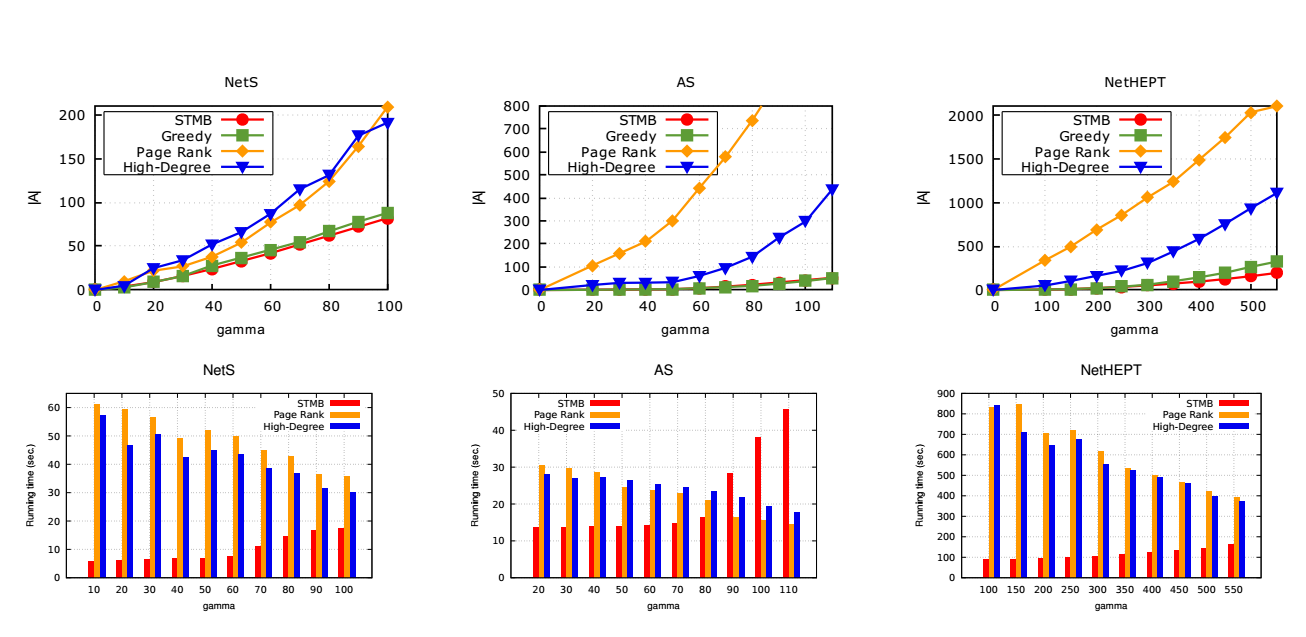 NetS
AS
NetHEPT
STMB
Greedy
Page Rank
High-Degree
0
50
100
150
200
|A|
0 20 40 60 80 100
gamma
STMB
Greedy
Page Rank
High-Degree
800
700
600
500
400
300
200
100
0
|A|
0 20 40 60 80 100
gamma
STMB
Greedy
Page Rank
High-Degree
2000
1500
1000
500
0
|A|
0 100 200 300 400 500
gamma
NetS
AS
NetHEPT
STMB
Page Rank
High-Degree
60
50
40
30
20
10
0
Running time (sec.)
10 20 30 40 50 60 70 80 90 100
gamma
STMB
Page Rank
High-Degree
50
40
30
20
10
0
Running time (sec.)
20 30 40 50 60 70 80 90 100 110
gamma
STMB
Page Rank
High-Degree
900
800
700
600
500
400
300
200
100
0
Running time (sec.)
100 150 200 250 300 350 400 450 500 550
gamma